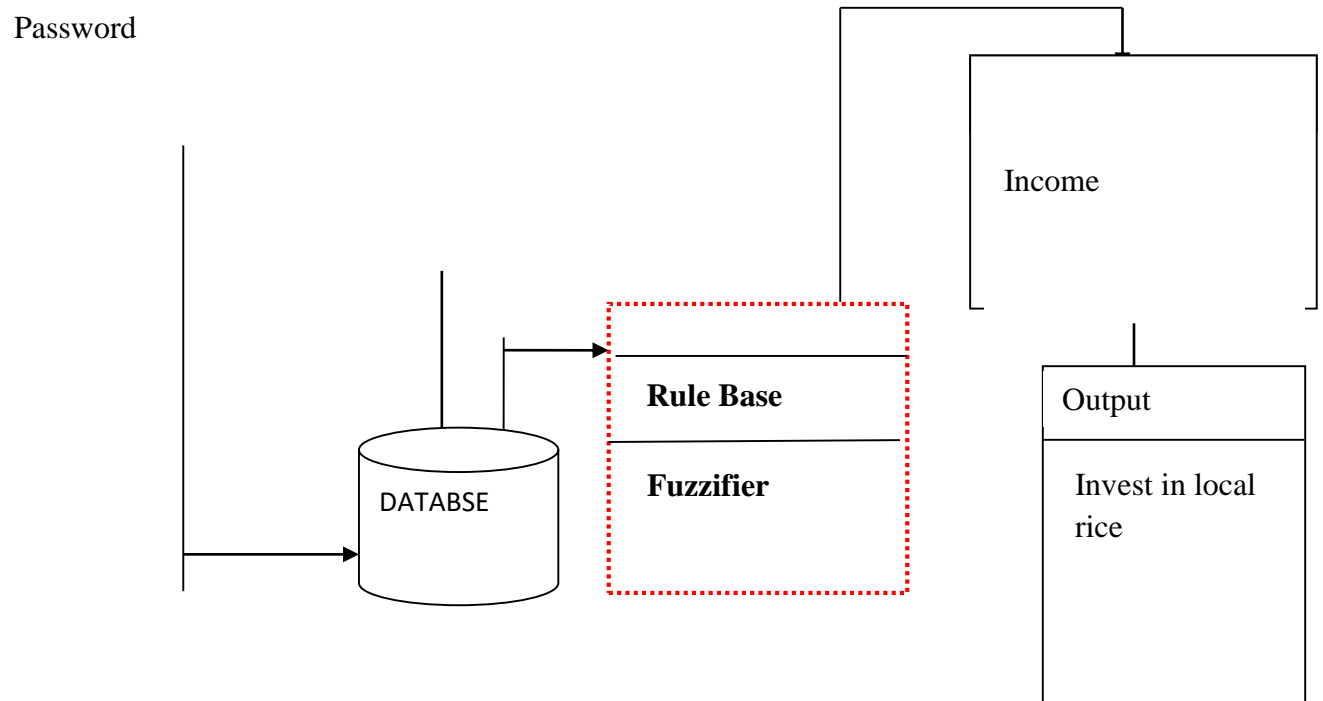 Password
Income
Rule Base
Output
Fuzzifier
Invest in local
rice
DATABSE